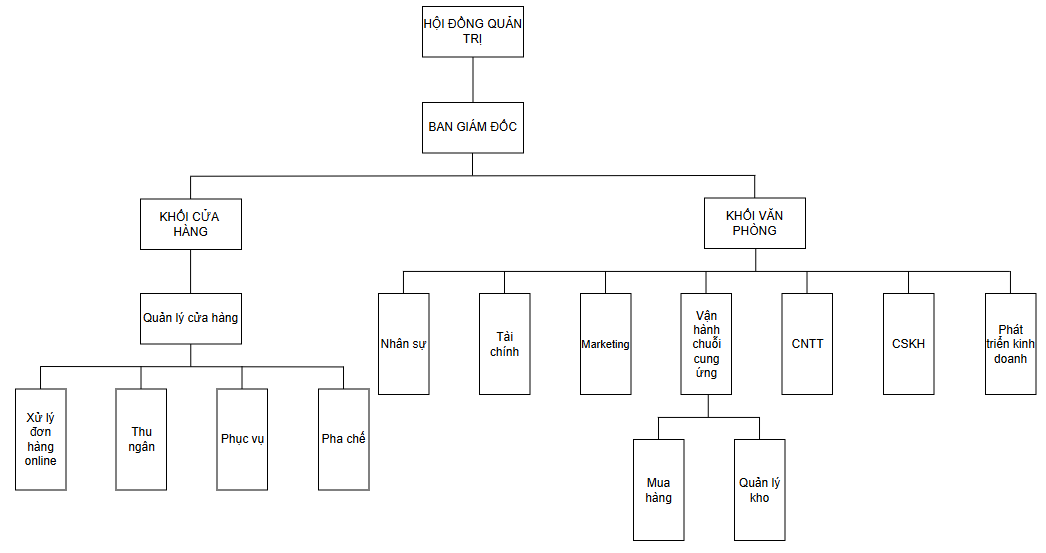 HỘI ĐỒNG QUẢN
TRỊ
BAN GIÁM ĐỐC
KHỐI CỬA
HÀNG
KHỐI VĂN
PHÒNG
Quản lý cửa hàng
Nhân sự
Tài
chính
Marketing
Vận
hành
chuỗi
cung
ứng
CNTT
CSKH
Phát
triển kinh
doanh
Xử lý
đơn
hàng
online
Thu
ngân
Phục vụ
Pha chế
Mua
hàng
Quản lý
kho